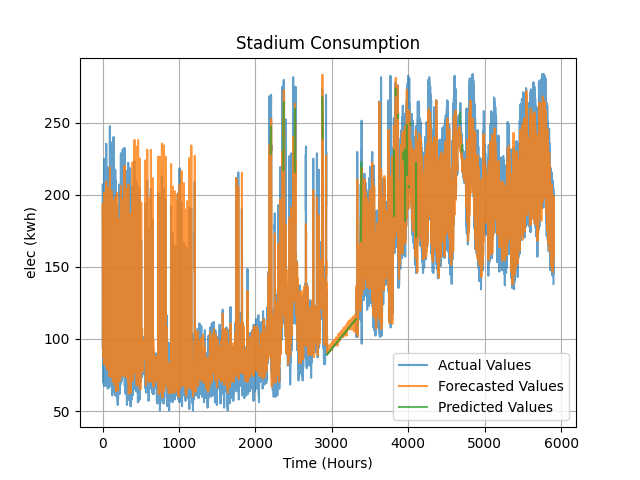 Stadium Consumption
elec (kwh)
250
200
150
100
50
0 1000 2000 3000 4000 5000 6000
Time (Hours)
Actual Values
Forecasted Values
Predicted Values